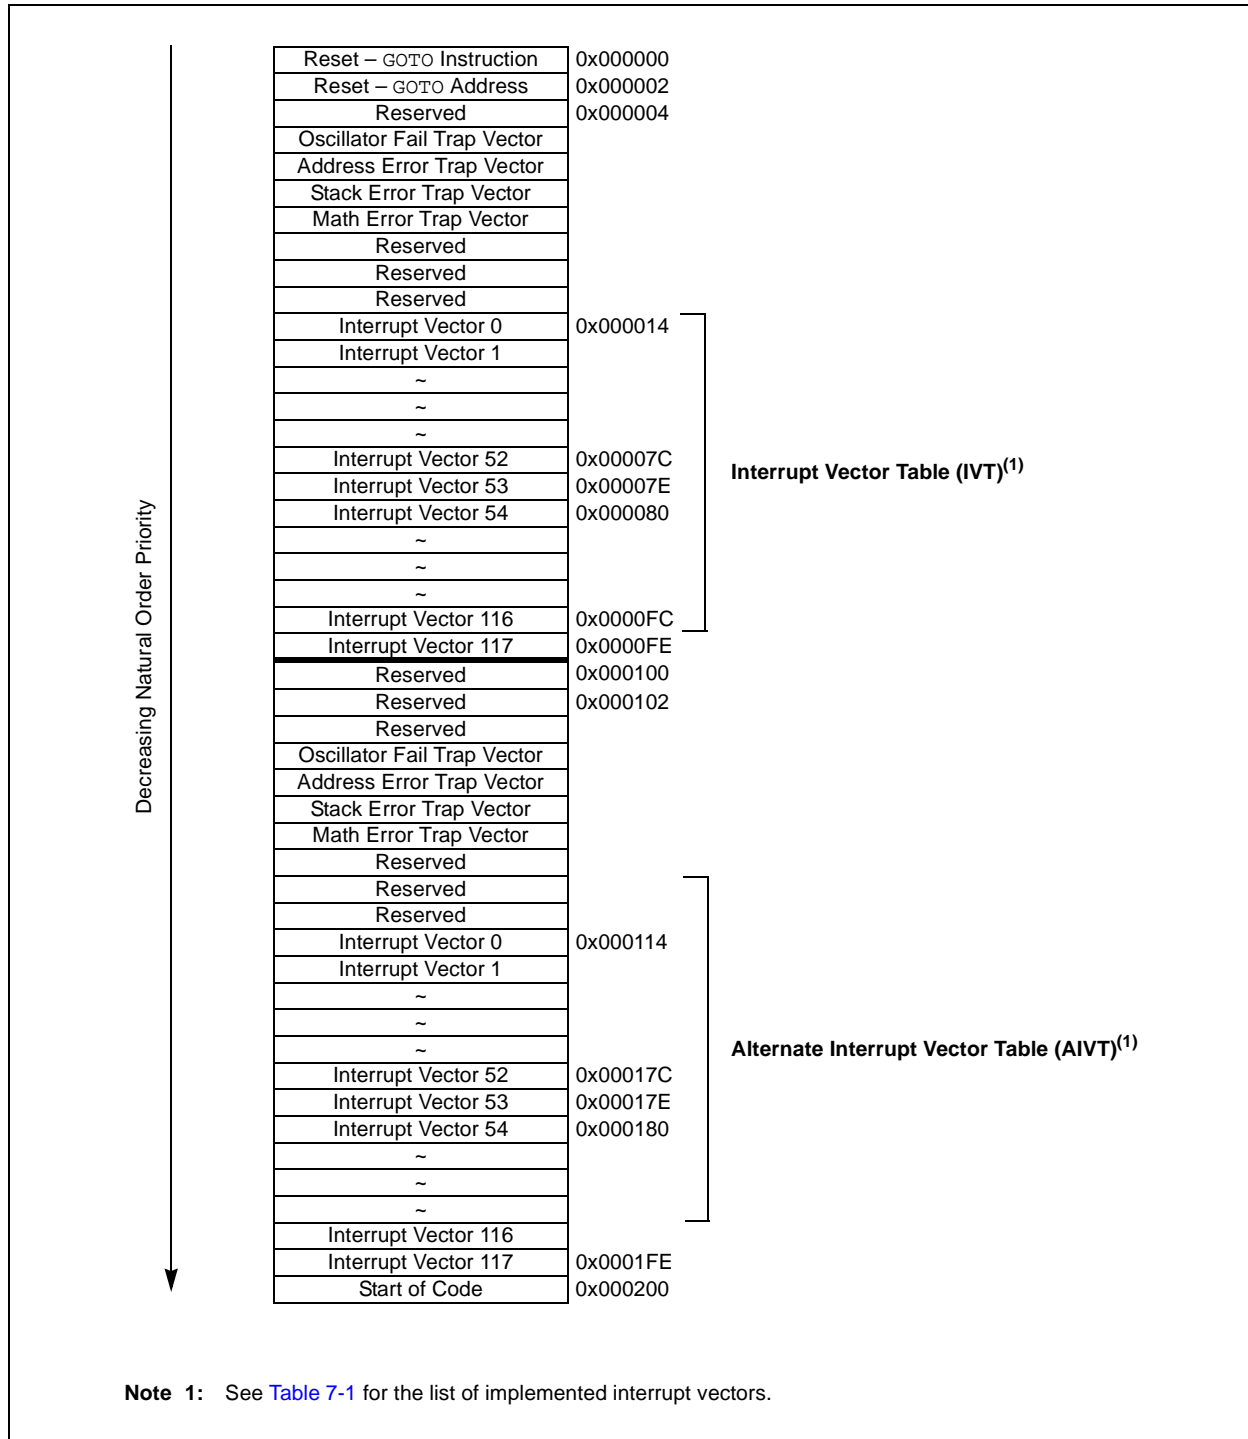 Reset – GOTO Instruction 0x000000
Reset – GOTO Address 0x000002
Reserved 0x000004
Oscillator Fail Trap Vector
Address Error Trap Vector
Stack Error Trap Vector
Math Error Trap Vector
Reserved
Reserved
Reserved
Interrupt Vector 0 0x000014
Interrupt Vector 1
~
~
~
Interrupt Vector 52 0x00007C
Interrupt Vector Table (IVT)(1)
Interrupt Vector 53 0x00007E
Interrupt Vector 54 0x000080
~
~
~
Interrupt Vector 116 0x0000FC
Interrupt Vector 117 0x0000FE
Decreasing Natural Order Priority
Reserved 0x000100
Reserved 0x000102
Reserved
Oscillator Fail Trap Vector
Address Error Trap Vector
Stack Error Trap Vector
Math Error Trap Vector
Reserved
Reserved
Reserved
Interrupt Vector 0 0x000114
Interrupt Vector 1
~
~
~
Alternate Interrupt Vector Table (AIVT)(1)
Interrupt Vector 52 0x00017C
Interrupt Vector 53 0x00017E
Interrupt Vector 54 0x000180
~
~
~
Interrupt Vector 116
Interrupt Vector 117 0x0001FE
Start of Code 0x000200
Note 1: See Table 7-1 for the list of implemented interrupt vectors.